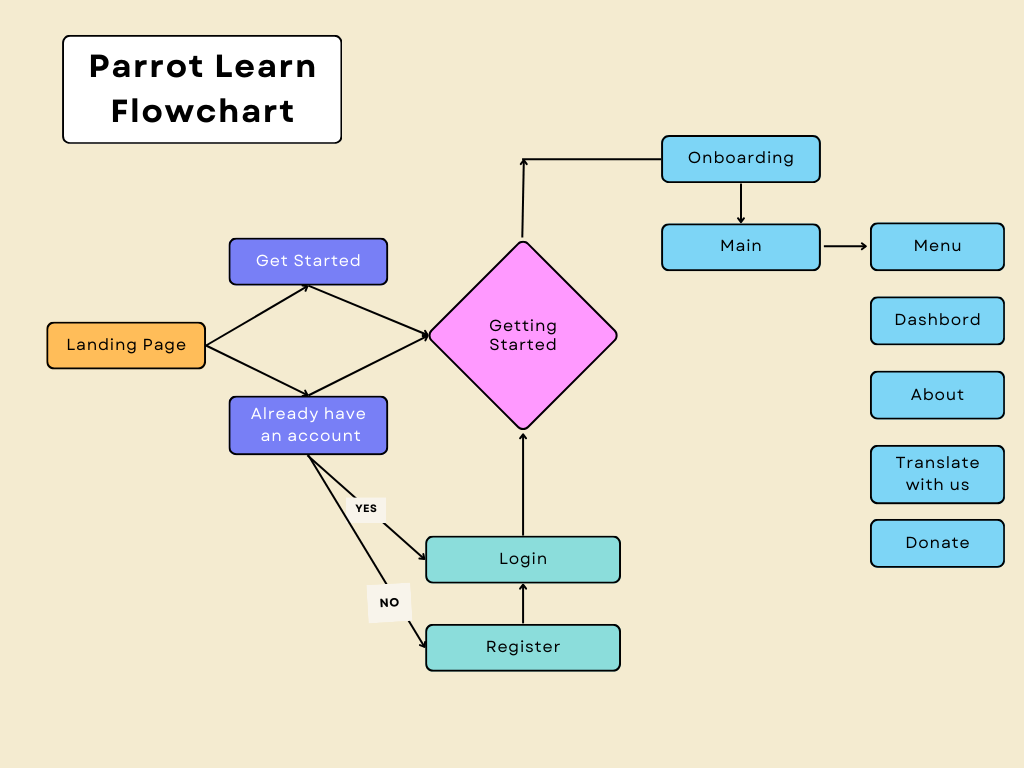 Parrot Learn
Flowchart
Onboarding
Main
Menu
Get Started
Getting
Started
Dashbord
Landing Page
About
Already have
an account
Translate
with us
YES
Donate
Login
NO
Register